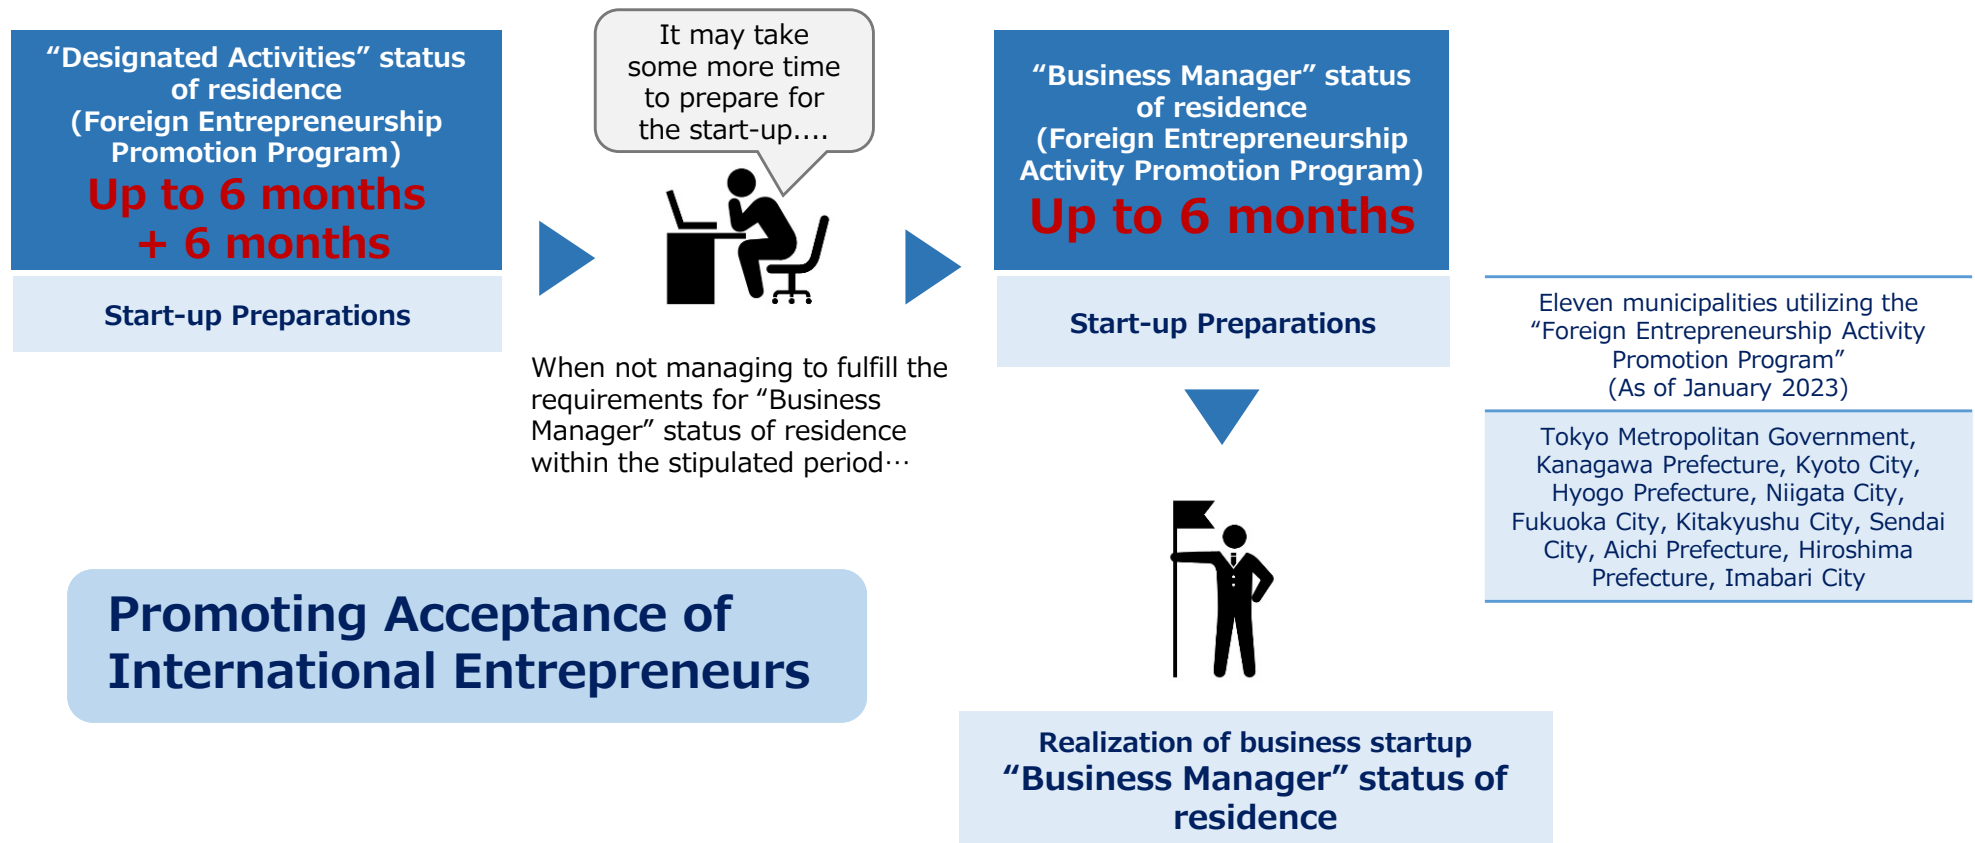 “Designated Activities” status
of residence
(Foreign Entrepreneurship
Promotion Program)
Up to 6 months
+ 6 months
Start-up Preparations
It may take
some more time
to prepare for
the start-up....
When not managing to fulfill the
requirements for “Business
Manager” status of residence
within the stipulated period…
“Business Manager” status
of residence
(Foreign Entrepreneurship
Activity Promotion Program)
Up to 6 months
Start-up Preparations
Eleven municipalities utilizing the
“Foreign Entrepreneurship Activity
Promotion Program”
(As of January 2023)
Tokyo Metropolitan Government,
Kanagawa Prefecture, Kyoto City,
Hyogo Prefecture, Niigata City,
Fukuoka City, Kitakyushu City, Sendai
City, Aichi Prefecture, Hiroshima
Prefecture, Imabari City
Promoting Acceptance of
International Entrepreneurs
Realization of business startup
“Business Manager” status of
residence